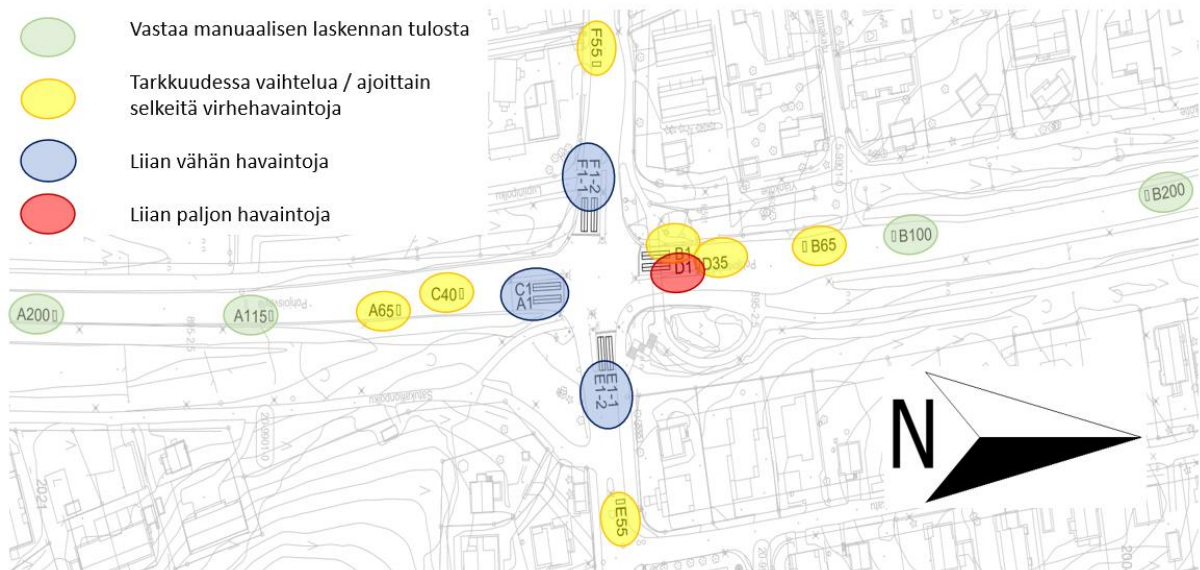 Vastaa manuaalisen laskennan tulosta
Tarkkuudessa vaihtelua / ajoittain
selkeitä virhehavaintoja
Liian vähän havaintoja
Liian paljon havaintoja
F55
F1-2
F1-1
B200
B100
B65
B1
D1
D35
C1
A1
C40
A65
A115
A200
E1-1
E1-2
E55
N